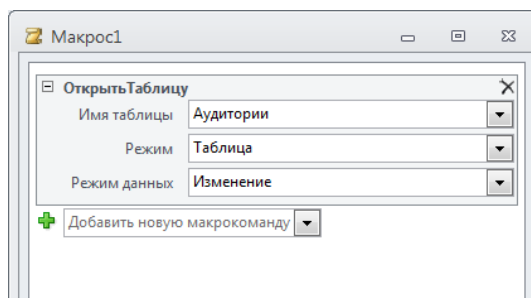 Макрос1
ОткрытьТаблицу
Имя таблицы Аудитории
Режим Таблица
Режим данных Изменение
Добавить новую макрокоманду